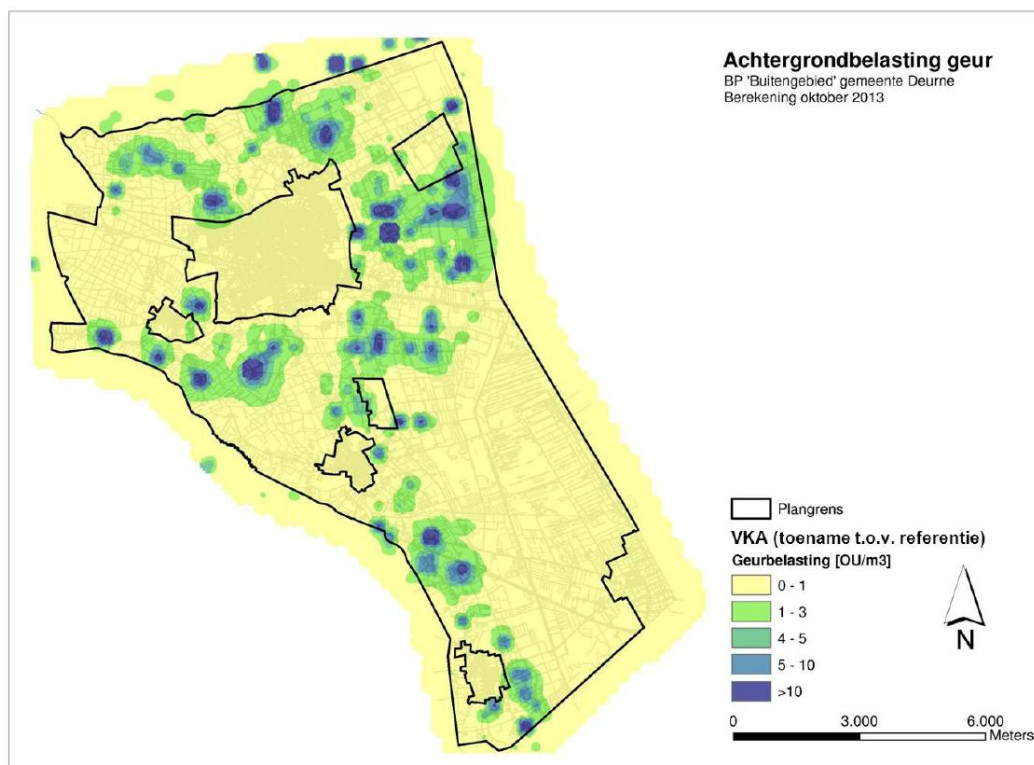 Achtergrondbelasting geur
BP 'Buitengebied' gemeente Deurne
Berekening oktober 2013
Plangrens
VKA (toename t.o.v. referentie)
Geurbelasting [OU/m3]
0 - 1
1 - 3
4 - 5
5 - 10
>10
N
0 3.000 6.000
Meters